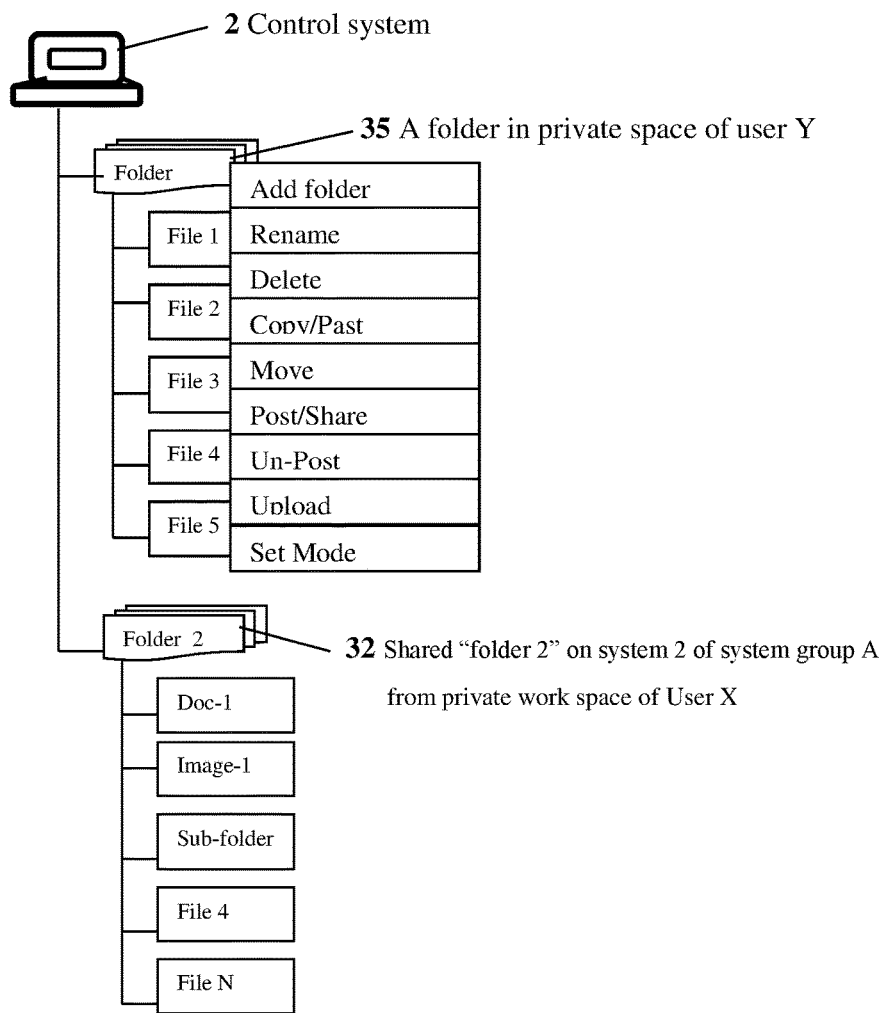 2 Control system
35 A folder in private space of user Y
Folder
Add folder
File 1
Rename
Delete
File 2
Copy/Past
File 3
Move
Post/Share
File 4
Un-Post
Upload
File 5
Set Mode
Folder 2
32 Shared “folder 2” on system 2 of system group A
from private work space of User X
Doc-1
Image-1
Sub-folder
File 4
File N